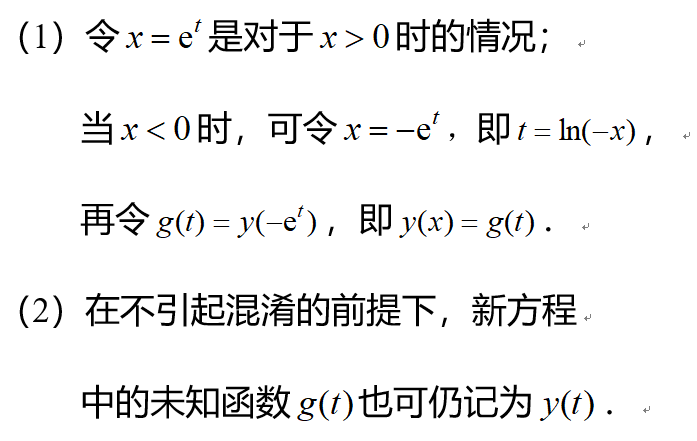 （1）令 x = e^t 是对于 x > 0 时的情况；
当 x < 0 时，可令 x = −e^t，即 t = ln(−x)，
再令 g(t) = y(−e^t)，即 y(x) = g(t)．
（2）在不引起混淆的前提下，新方程
中的未知函数 g(t) 也可仍记为 y(t)．